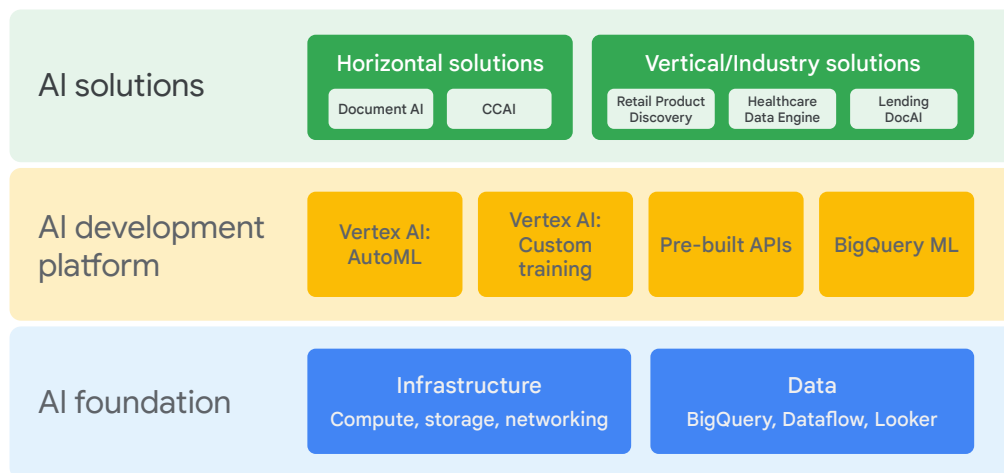 AI solutions
Horizontal solutions
Document AI
CCAI
Vertical/Industry solutions
Retail Product
Discovery
Healthcare
Data Engine
Lending
DocAI
AI development
platform
Vertex AI:
AutoML
Vertex AI:
Custom
training
Pre-built APIs
BigQuery ML
AI foundation
Infrastructure
Compute, storage, networking
Data
BigQuery, Dataflow, Looker